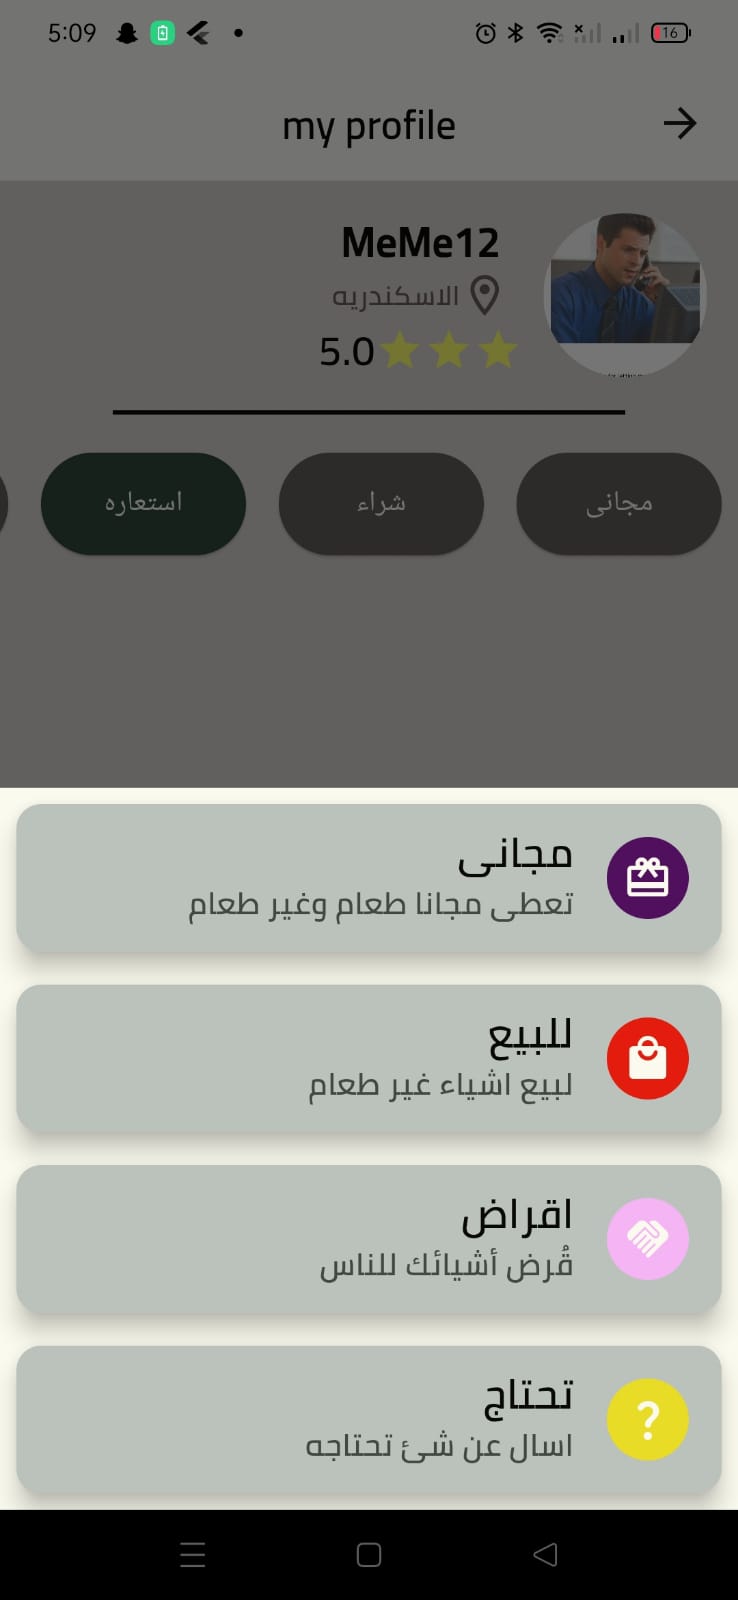 5:09
16
my profile
MeMe12
الاسكندريه
5.0
مجانى
شراء
استعاره
مجانى
تعطى مجانا طعام وغير طعام
للبيع
لبيع اشياء غير طعام
اقراض
قُرض أشيائك للناس
تحتاج
اسال عن شئ تحتاجه